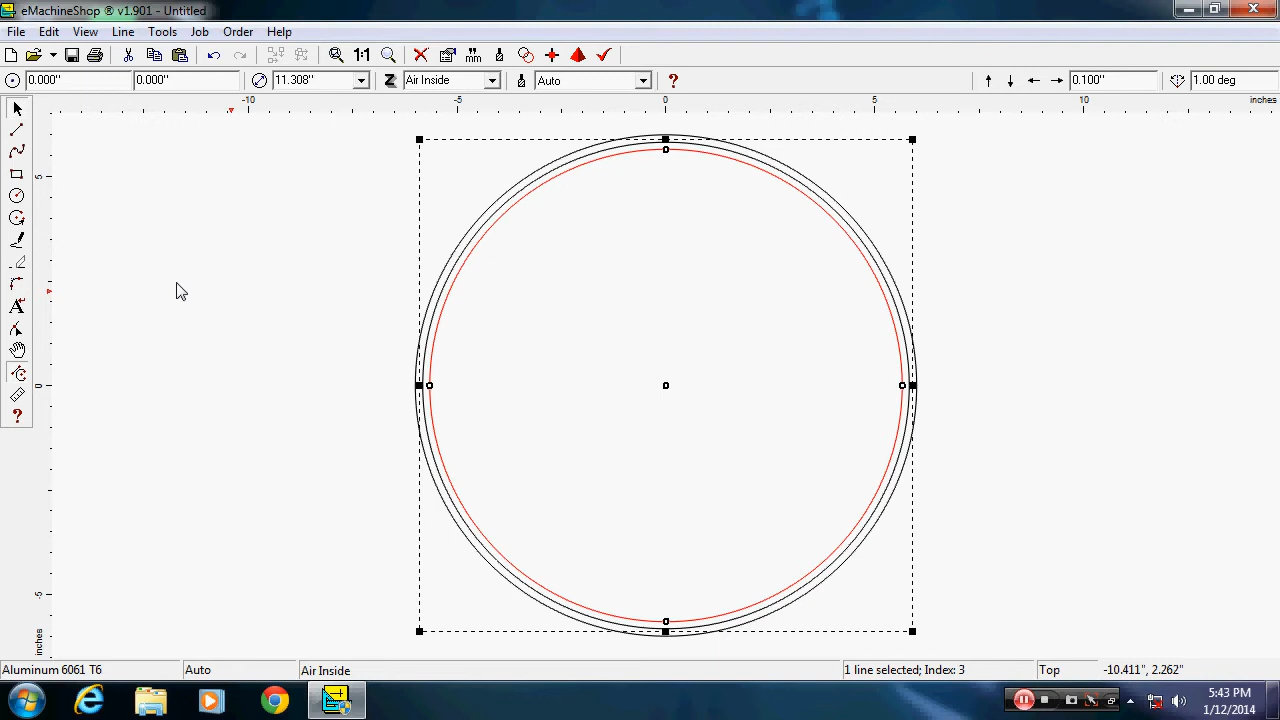 eMachineShop ® v1.901 - Untitled
File Edit View Line Tools Job Order Help
1:1 mm
0.000" 0.000" 11.308" Z Air Inside Auto ? 0.100" 1.00 deg
-10 -5 0 5 10 inches
5
A
0
?
-5
inches
Aluminum 6061 T6 Auto Air Inside 1 line selected; Index: 3 Top -10.411", 2.262"
5:43 PM
1/12/2014